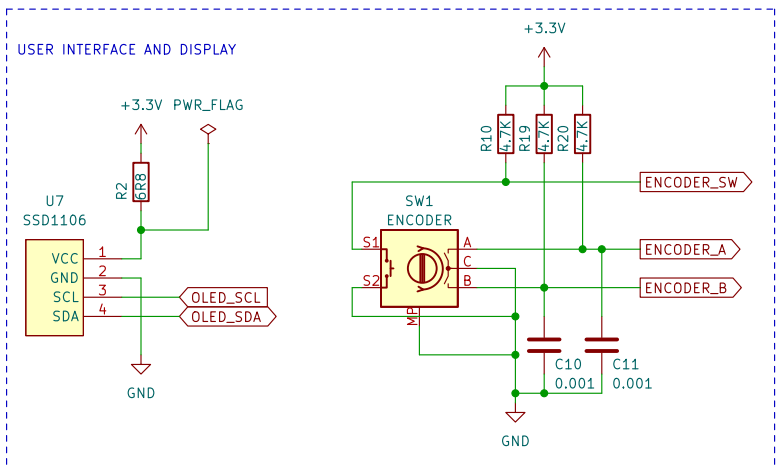 USER INTERFACE AND DISPLAY
+3.3V
+3.3V PWR_FLAG
R2
6R8
R10
4.7K
R19
4.7K
R20
4.7K
U7
SSD1106
VCC 1
GND 2
SCL 3
SDA 4
OLED_SCL
OLED_SDA
GND
SW1
ENCODER
S1
S2
A
C
B
MP
ENCODER_SW
ENCODER_A
ENCODER_B
C10
0.001
C11
0.001
GND